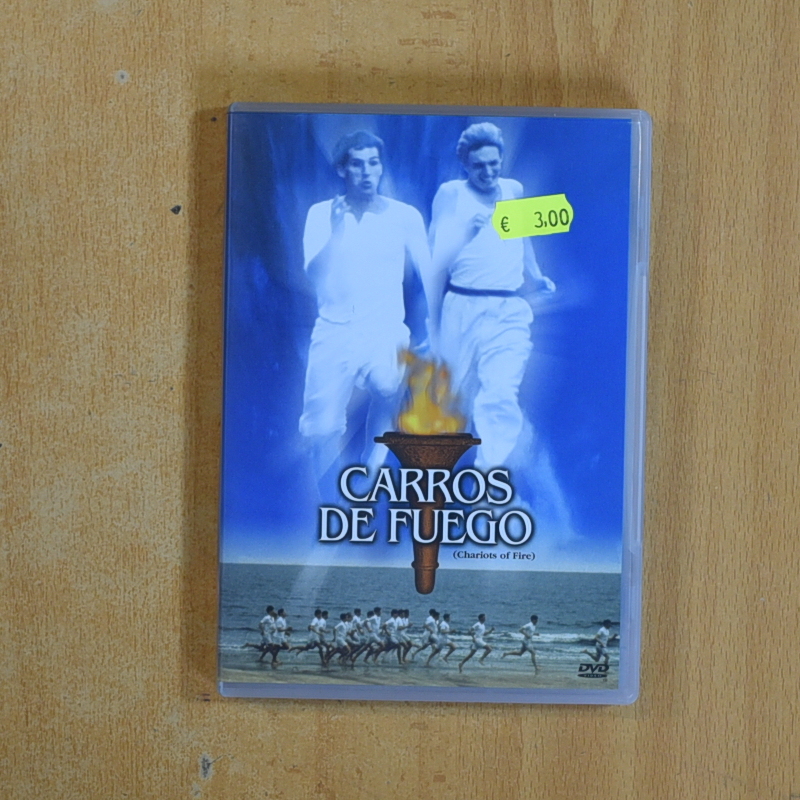 € 3,00
CARROS
DE FUEGO
(Chariots of Fire)
DVD